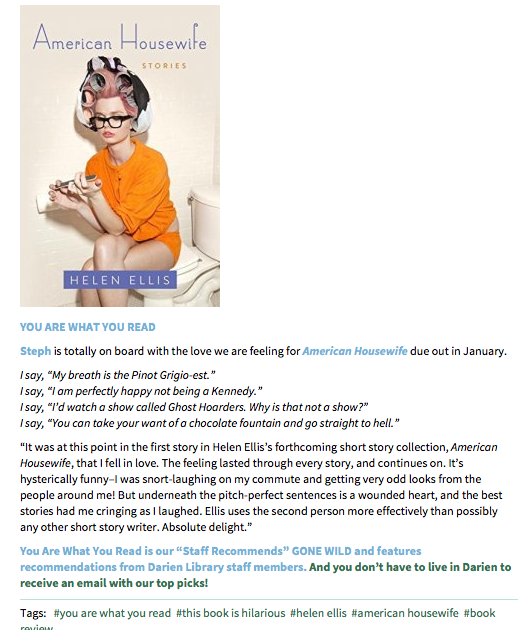 American Housewife
STORIES
HELEN ELLIS
YOU ARE WHAT YOU READ
Steph is totally on board with the love we are feeling for American Housewife due out in January.
I say, “My breath is the Pinot Grigio-est.”
I say, “I am perfectly happy not being a Kennedy.”
I say, “I’d watch a show called Ghost Hoarders. Why is that not a show?”
I say, “You can take your want of a chocolate fountain and go straight to hell.”
“It was at this point in the first story in Helen Ellis’s forthcoming short story collection, American
Housewife, that I fell in love. The feeling lasted through every story, and continues on. It’s
hysterically funny–I was snort-laughing on my commute and getting very odd looks from the
people around me! But underneath the pitch-perfect sentences is a wounded heart, and the best
stories had me cringing as I laughed. Ellis uses the second person more effectively than possibly
any other short story writer. Absolute delight.”
You Are What You Read is our “Staff Recommends” GONE WILD and features
recommendations from Darien Library staff members. And you don’t have to live in Darien to
receive an email with our top picks!
Tags: #you are what you read #this book is hilarious #helen ellis #american housewife #book
review